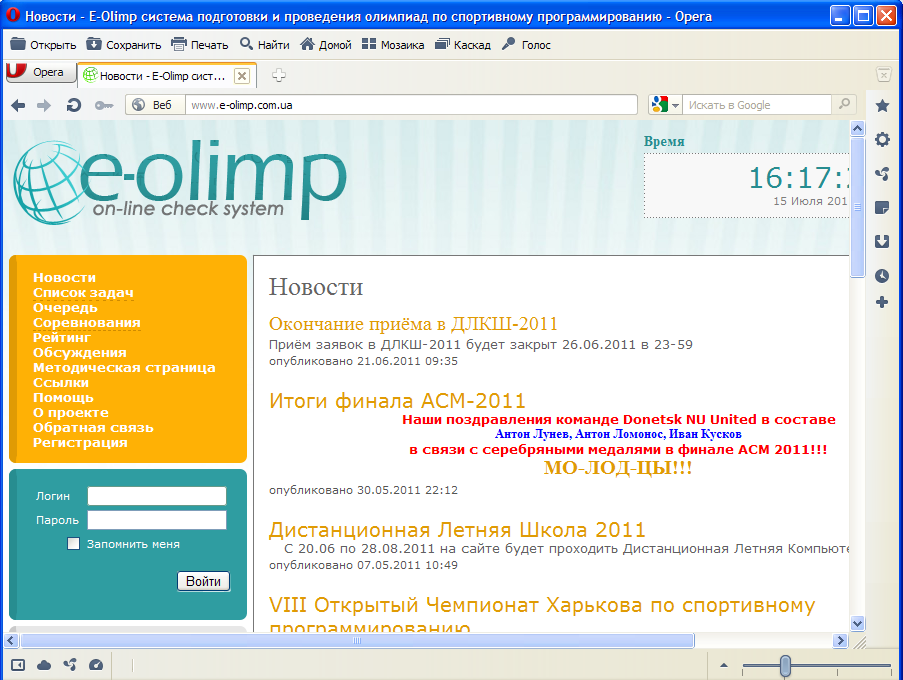 Новости - E-Olimp система подготовки и проведения олимпиад по спортивному программированию - Opera
Открыть Сохранить Печать Найти Домой Мозаика Каскад Голос
Opera Новости - E-Olimp сист...
Веб www.e-olimp.com.ua Искать в Google
e-olimp
on-line check system
Время
16:17:
15 Июля 201
Новости
Список задач
Очередь
Соревнования
Рейтинг
Обсуждения
Методическая страница
Ссылки
Помощь
О проекте
Обратная связь
Регистрация
Логин
Пароль
Запомнить меня
Войти
Новости
Окончание приёма в ДЛКШ-2011
Приём заявок в ДЛКШ-2011 будет закрыт 26.06.2011 в 23-59
опубликовано 21.06.2011 09:35
Итоги финала ACM-2011
Наши поздравления команде Donetsk NU United в составе
Антон Лунев, Антон Ломонос, Иван Кусков
в связи с серебряными медалями в финале ACM 2011!!!
МО-ЛОД-ЦЫ!!!
опубликовано 30.05.2011 22:12
Дистанционная Летняя Школа 2011
С 20.06 по 28.08.2011 на сайте будет проходить Дистанционная Летняя Компьюте
опубликовано 07.05.2011 10:49
VIII Открытый Чемпионат Харькова по спортивному
программированию